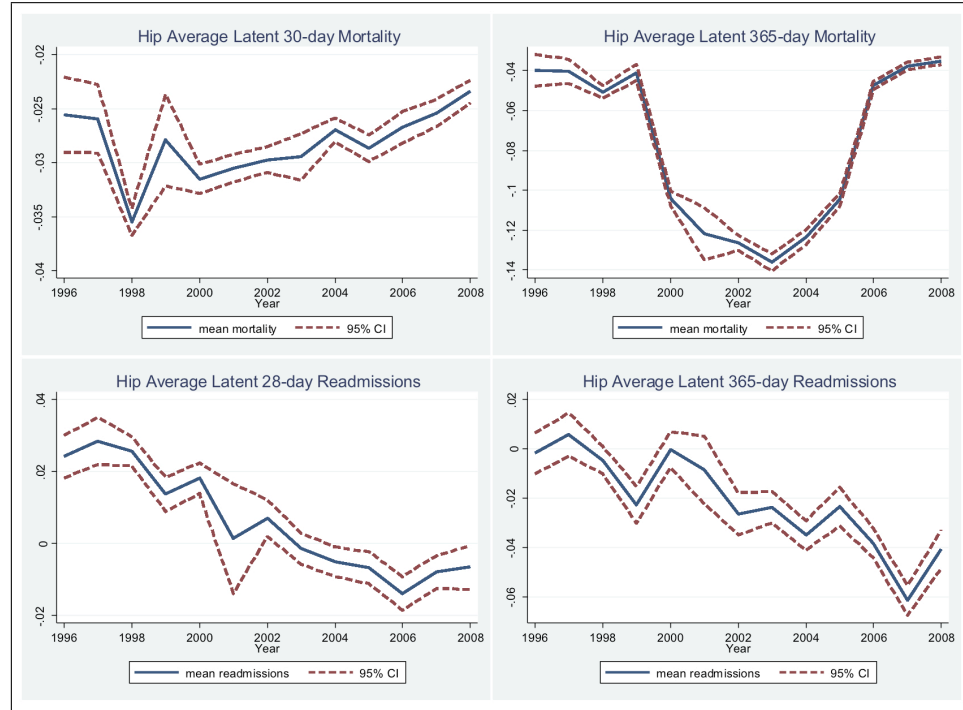 Hip Average Latent 30-day Mortality
-.02
-.025
-.03
-.035
-.04
1996 1998 2000 2002 2004 2006 2008
Year
mean mortality 95% CI
Hip Average Latent 365-day Mortality
-.04
-.06
-.08
-.1
-.12
-.14
1996 1998 2000 2002 2004 2006 2008
Year
mean mortality 95% CI
Hip Average Latent 28-day Readmissions
.04
.02
0
-.02
1996 1998 2000 2002 2004 2006 2008
Year
mean readmissions 95% CI
Hip Average Latent 365-day Readmissions
.02
0
-.02
-.04
-.06
1996 1998 2000 2002 2004 2006 2008
Year
mean readmissions 95% CI